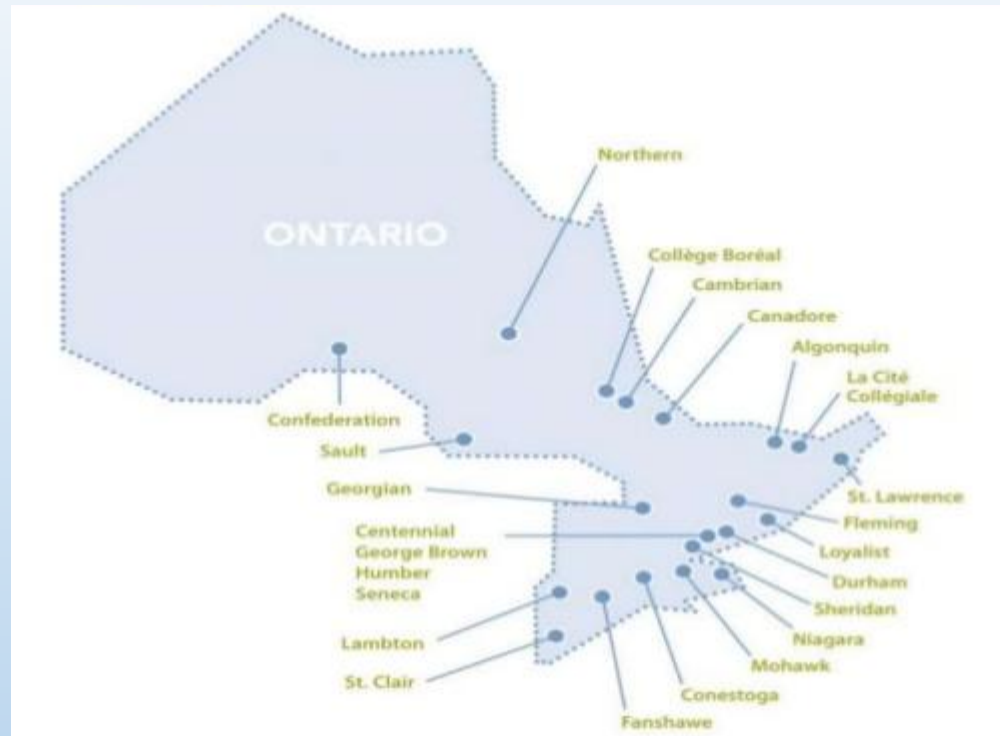 Northern
ONTARIO
Collège Boréal
Cambrian
Canadore
Algonquin
La Cité
Collégiale
Confederation
Sault
Georgian
St. Lawrence
Fleming
Centennial
George Brown
Humber
Seneca
Loyalist
Durham
Sheridan
Niagara
Lambton
Mohawk
St. Clair
Conestoga
Fanshawe